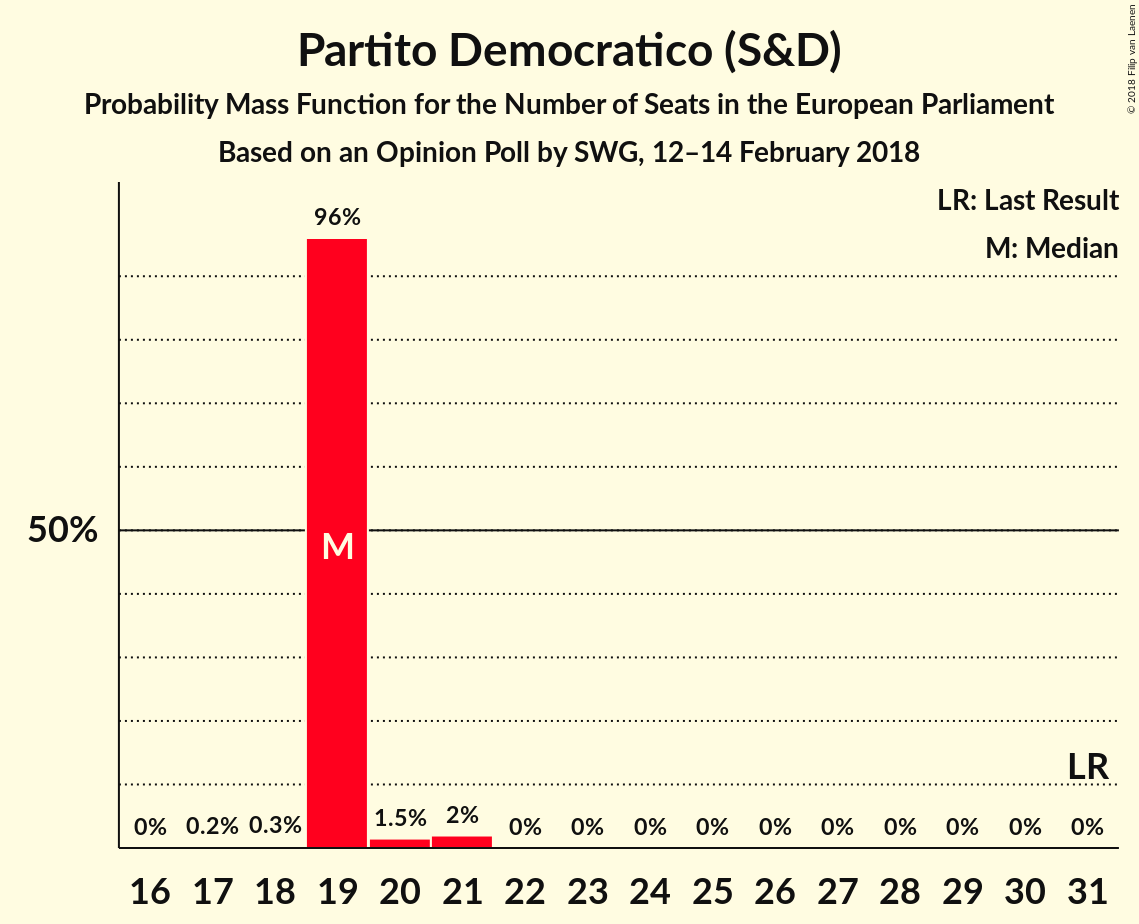 Partito Democratico (S&D)
Probability Mass Function for the Number of Seats in the European Parliament
Based on an Opinion Poll by SWG, 12–14 February 2018
© 2018 Filip van Laenen
LR: Last Result
M: Median
96%
50%
M
LR
0% 0.2% 0.3% 1.5% 2% 0% 0% 0% 0% 0% 0% 0% 0% 0% 0%
16 17 18 19 20 21 22 23 24 25 26 27 28 29 30 31